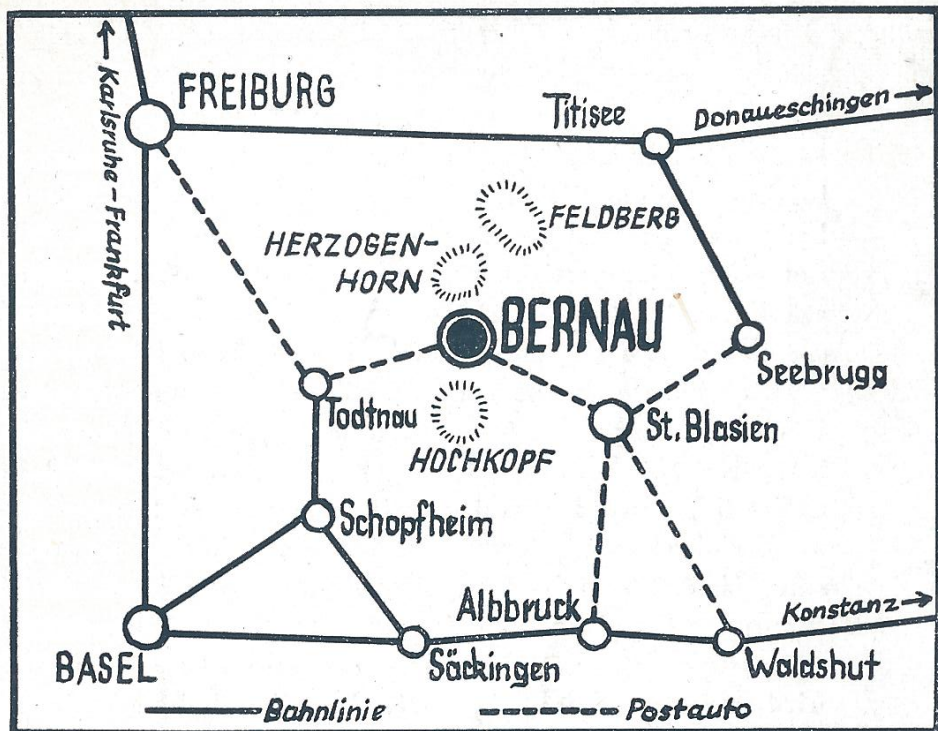 ← Karlsruhe-Frankfurt
FREIBURG
Titisee
Donaueschingen →
FELDBERG
HERZOGEN-
HORN
BERNAU
Seebrugg
Todtnau
St. Blasien
HOCHKOPF
Schopfheim
Albbruck
Konstanz →
BASEL
Säckingen
Waldshut
Bahnlinie
Postauto